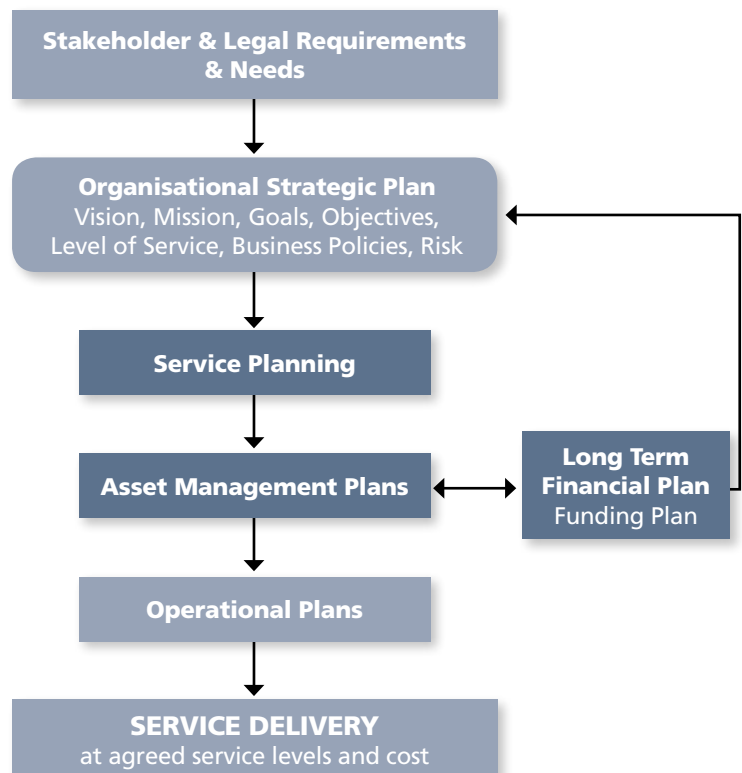 Stakeholder & Legal Requirements
& Needs
Organisational Strategic Plan
Vision, Mission, Goals, Objectives,
Level of Service, Business Policies, Risk
Service Planning
Asset Management Plans
Long Term
Financial Plan
Funding Plan
Operational Plans
SERVICE DELIVERY
at agreed service levels and cost